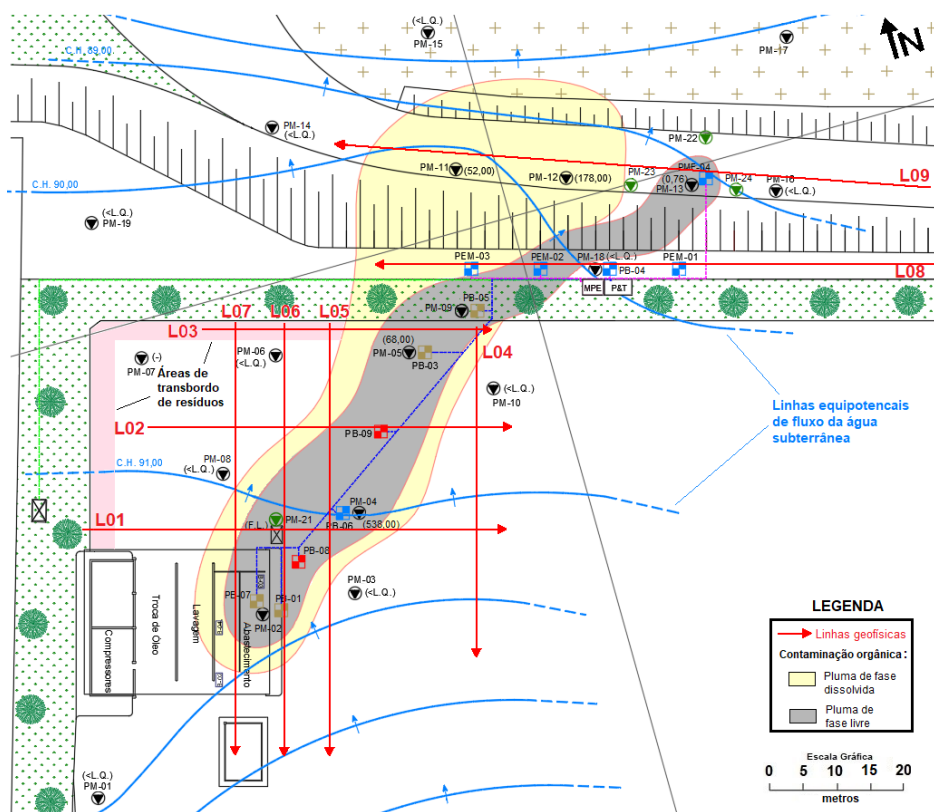 (<L.Q.)
PM-15
PM-17
N
C.H. 89,00
PM-14
(<L.Q.)
PM-22
PM-11
(52,00)
PM-12
(178,00)
PM-23
PME-04
(0,76)
PM-13
PM-24
PM-16
(<L.Q.)
L09
C.H. 90,00
(<L.Q.)
PM-19
PEM-03
PEM-02
PM-18
(<L.Q.)
PB-04
PEM-01
L08
MPE
P&T
PB-05
PM-09
L07
L06
L05
L03
L04
(68,00)
PM-05
PB-03
PM-06
(<L.Q.)
(-)
PM-07
Áreas de
transbordo
de resíduos
(<L.Q.)
PM-10
Linhas equipotencais
de fluxo da água
subterrânea
L02
PB-09
C.H. 91,00
PM-08
(<L.Q.)
PM-04
PB-06
(538,00)
L01
(F.L.)
PM-21
PB-08
PM-03
(<L.Q.)
PB-07
PB-01
PM-02
Compressores
Troca de Óleo
Lavagem
Abastecimento
(<L.Q.)
PM-01
LEGENDA
Linhas geofísicas
Contaminação orgânica:
Pluma de fase
dissolvida
Pluma de
fase livre
Escala Gráfica
0 5 10 15 20
metros